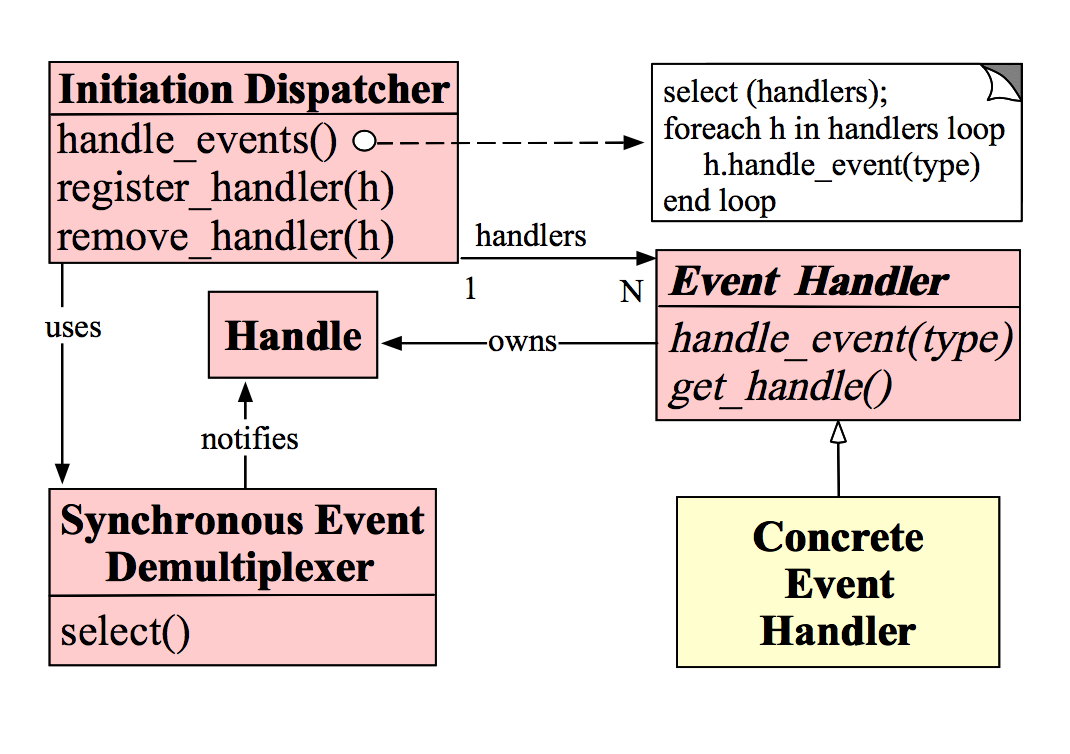 Initiation Dispatcher
handle_events()
register_handler(h)
remove_handler(h)
select (handlers);
foreach h in handlers loop
h.handle_event(type)
end loop
handlers
1
N
Event Handler
handle_event(type)
get_handle()
uses
Handle
owns
notifies
Synchronous Event
Demultiplexer
select()
Concrete
Event
Handler